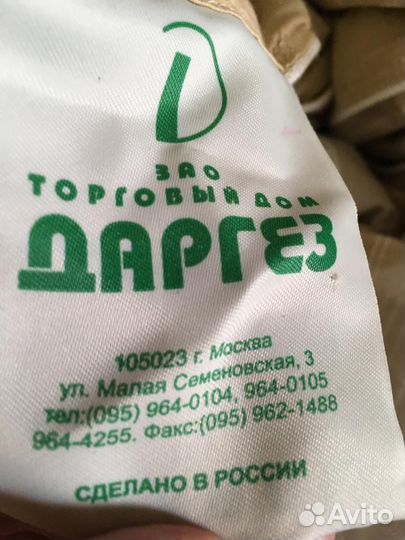 ЗАО
ТОРГОВЫЙ ДОМ
ДАРГЕЗ
105023 г. Москва
ул. Малая Семеновская, 3
тел:(095) 964-0104, 964-0105
964-4255. Факс:(095) 962-1488
СДЕЛАНО В РОССИИ
Avito